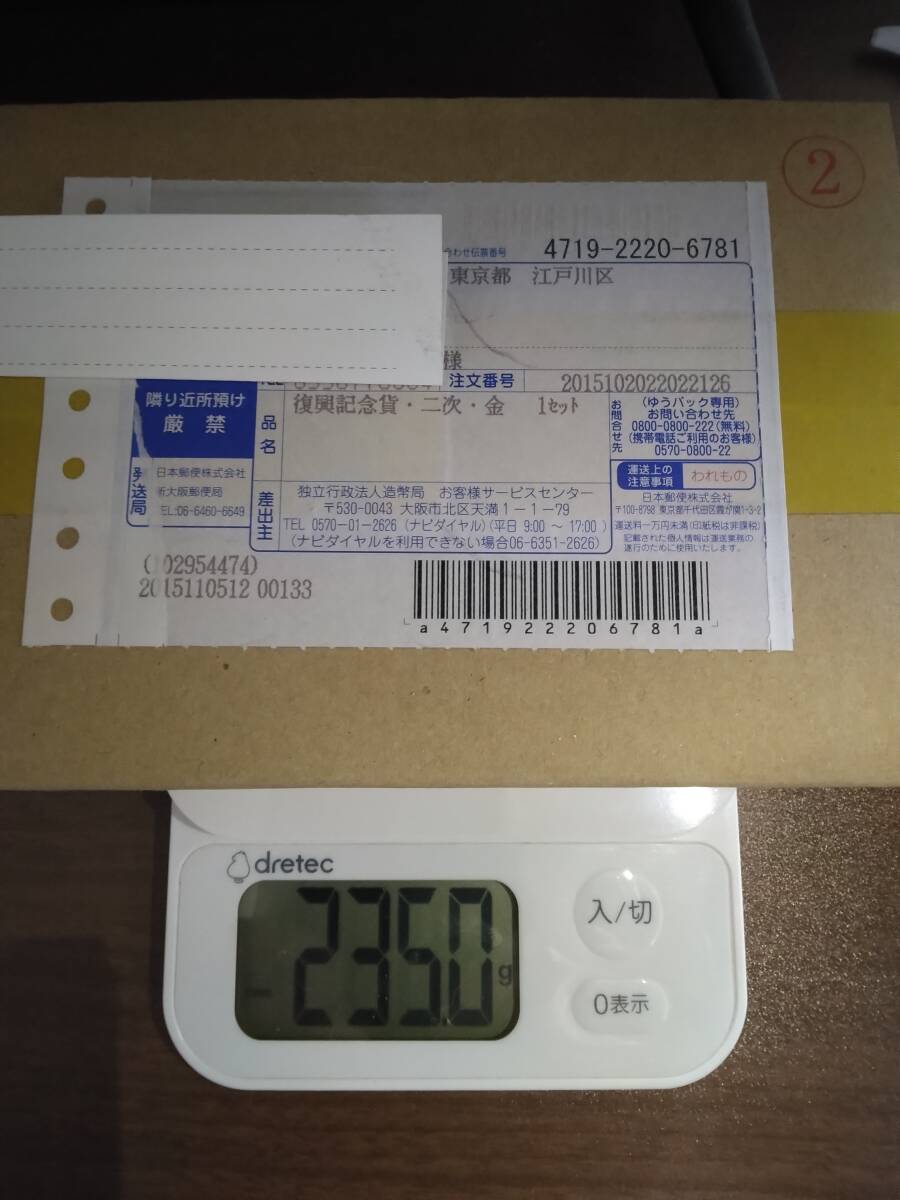 ②
わせ伝票番号 4719-2220-6781
東京都 江戸川区
様
注文番号 2015102022022126
隣り近所預け
厳禁
品名
復興記念貨・二次・金 1セット
お問合せ先
(ゆうパック専用)
お問い合わせ先
0800-0800-222(無料)
(携帯電話ご利用のお客様)
0570-0800-22
発送局
日本郵便株式会社
新大阪郵便局
TEL:06-6460-6649
差出主
独立行政法人造幣局 お客様サービスセンター
〒530-0043 大阪市北区天満1-1-79
TEL 0570-01-2626 (ナビダイヤル)(平日 9:00 ~ 17:00 )
(ナビダイヤルを利用できない場合06-6351-2626)
運送上の
注意事項
われもの
日本郵便株式会社
〒100-8798 東京都千代田区霞が関1-3-2
運送料一万円未満(印紙税は非課税)
記載された個人情報は運送業務の
遂行のために使用いたします。
(102954474)
2015110512 00133
a4719222206781a
dretec
2350 g
入/切
0表示